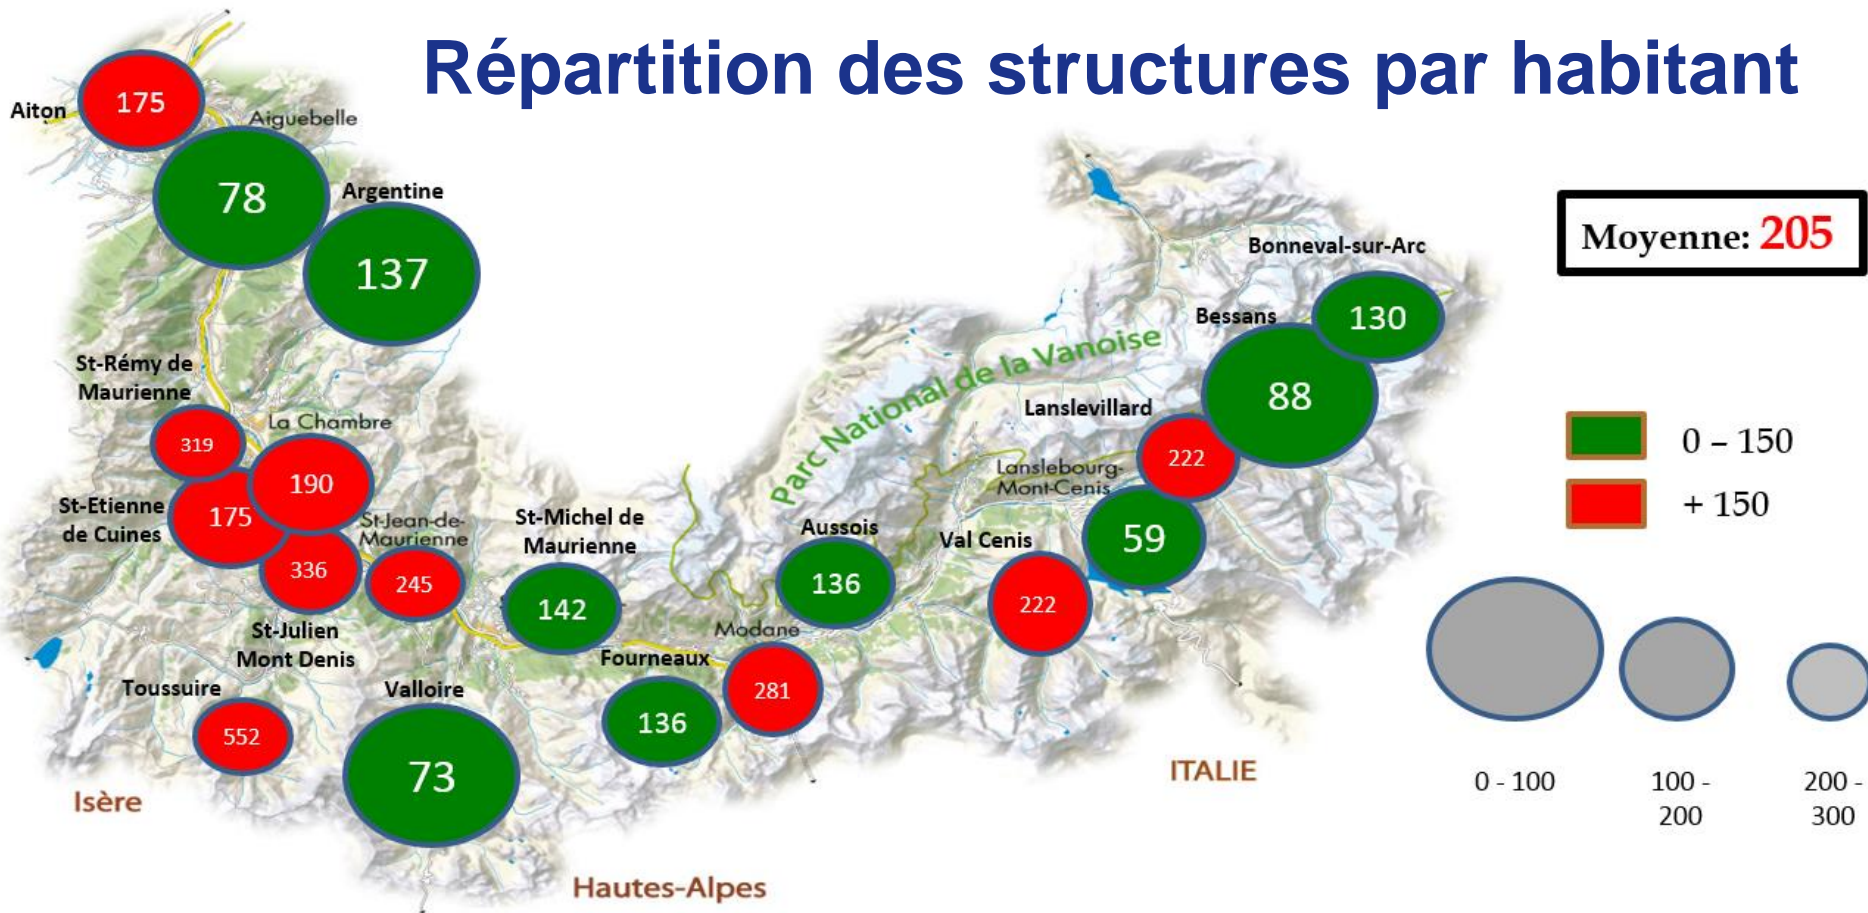 Répartition des structures par habitant
Aiton
175
Aiguebelle
78
Argentine
137
Moyenne: 205
Bonneval-sur-Arc
130
Bessans
88
Parc National de la Vanoise
St-Rémy de
Maurienne
319
La Chambre
190
Lanslevillard
222
0 – 150
+ 150
Lanslebourg-
Mont-Cenis
59
St-Etienne
de Cuines
175
St-Jean-de-
Maurienne
245
336
St-Julien
Mont Denis
St-Michel de
Maurienne
142
Aussois
136
Val Cenis
222
Modane
281
Fourneaux
136
Toussuire
552
Valloire
73
Isère
ITALIE
Hautes-Alpes
0 - 100
100 -
200
200 -
300